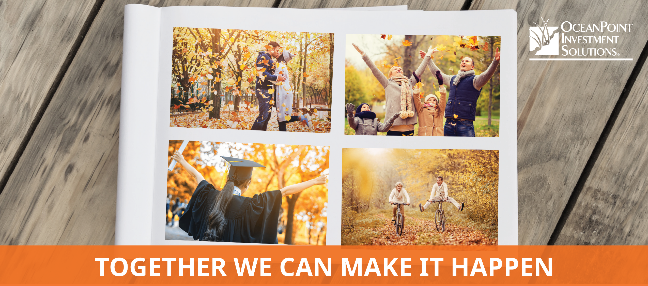 OCEANPOINT
INVESTMENT
SOLUTIONS
TOGETHER WE CAN MAKE IT HAPPEN